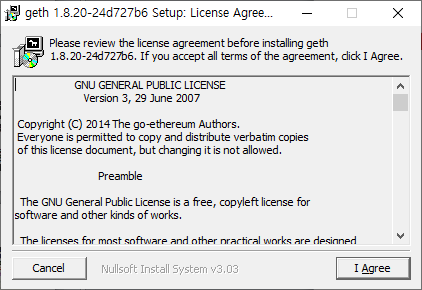 geth 1.8.20-24d727b6 Setup: License Agree...
Please review the license agreement before installing geth
1.8.20-24d727b6. If you accept all terms of the agreement, click I Agree.
GNU GENERAL PUBLIC LICENSE
Version 3, 29 June 2007
Copyright (C) 2014 The go-ethereum Authors.
Everyone is permitted to copy and distribute verbatim copies
of this license document, but changing it is not allowed.
Preamble
The GNU General Public License is a free, copyleft license for
software and other kinds of works.
The licenses for most software and other practical works are designed
Cancel
Nullsoft Install System v3.03
I Agree